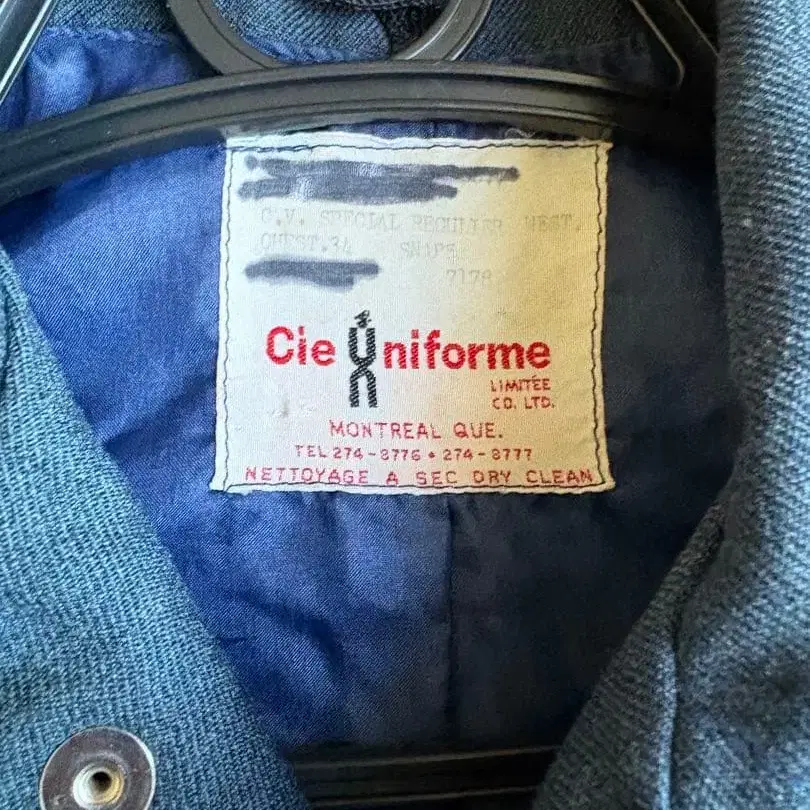 C.V. SPECIAL REGULIER WEST.
CHEST.34 SNAPS
7178
Cie Uniforme
LIMITÉE
CO. LTD.
MONTREAL QUE.
TEL 274-8776 • 274-8777
NETTOYAGE A SEC DRY CLEAN